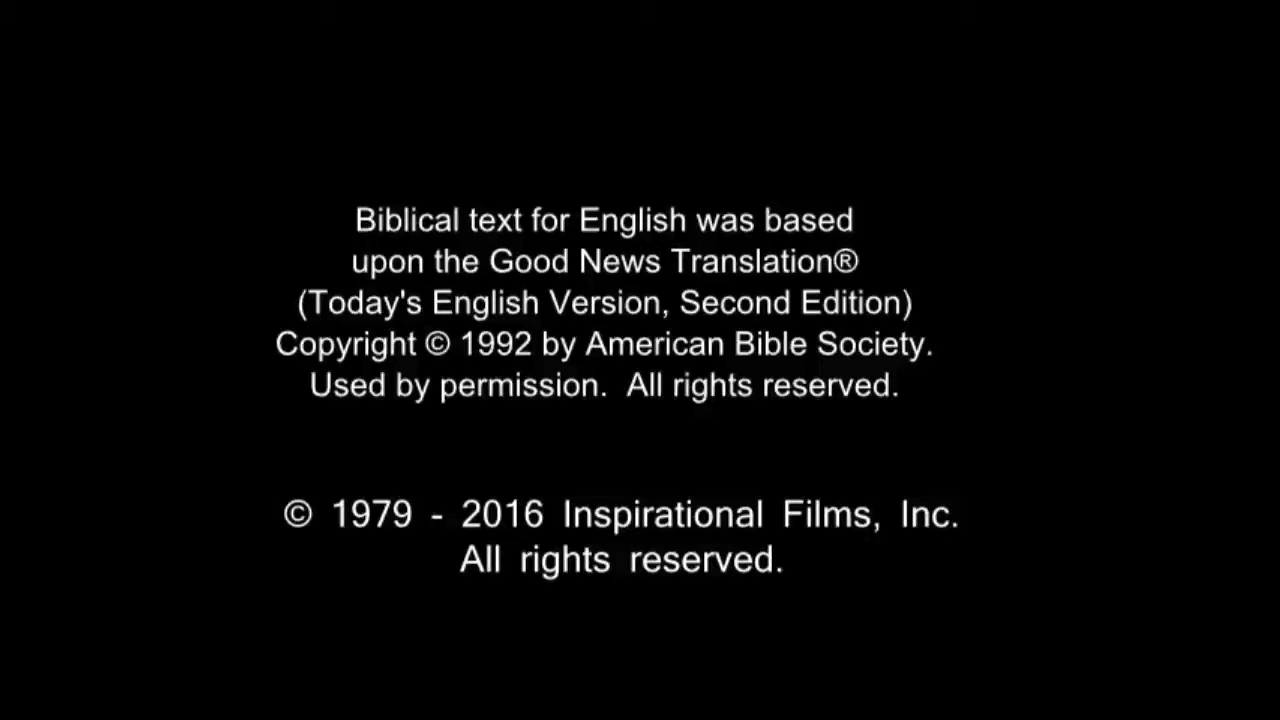 Biblical text for English was based
upon the Good News Translation®
(Today's English Version, Second Edition)
Copyright © 1992 by American Bible Society.
Used by permission.  All rights reserved.
© 1979 - 2016 Inspirational Films, Inc.
All rights reserved.